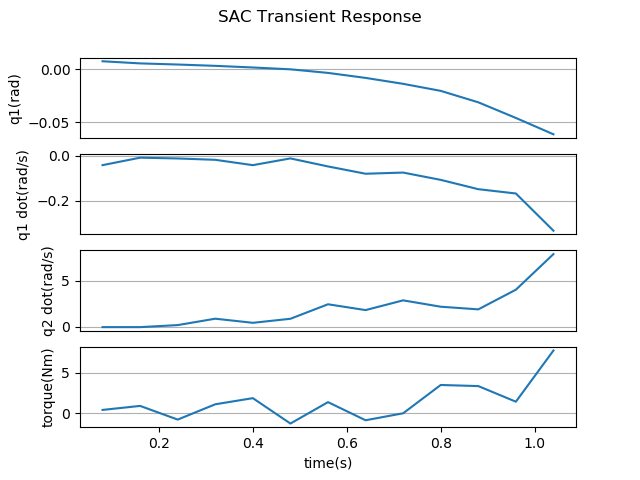 SAC Transient Response
q1(rad)
0.00
−0.05
q1 dot(rad/s)
0.0
−0.2
q2 dot(rad/s)
5
0
torque(Nm)
5
0
0.2 0.4 0.6 0.8 1.0
time(s)